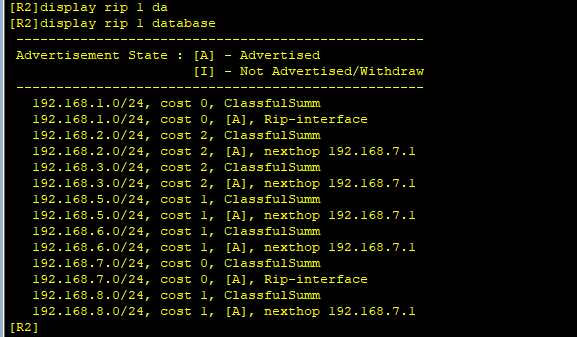 [R2]display rip 1 da
[R2]display rip 1 database
---------------------------------------------------
Advertisement State : [A] - Advertised
[I] - Not Advertised/Withdraw
---------------------------------------------------
192.168.1.0/24, cost 0, ClassfulSumm
192.168.1.0/24, cost 0, [A], Rip-interface
192.168.2.0/24, cost 2, ClassfulSumm
192.168.2.0/24, cost 2, [A], nexthop 192.168.7.1
192.168.3.0/24, cost 2, ClassfulSumm
192.168.3.0/24, cost 2, [A], nexthop 192.168.7.1
192.168.5.0/24, cost 1, ClassfulSumm
192.168.5.0/24, cost 1, [A], nexthop 192.168.7.1
192.168.6.0/24, cost 1, ClassfulSumm
192.168.6.0/24, cost 1, [A], nexthop 192.168.7.1
192.168.7.0/24, cost 0, ClassfulSumm
192.168.7.0/24, cost 0, [A], Rip-interface
192.168.8.0/24, cost 1, ClassfulSumm
192.168.8.0/24, cost 1, [A], nexthop 192.168.7.1
[R2]